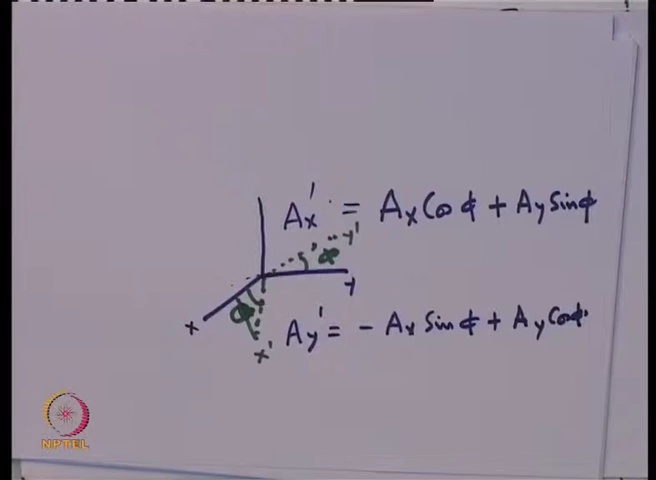 Ax' = Ax Cos φ + Ay Sin φ
φ y'
y
φ
x
x'
Ay' = - Ax Sin φ + Ay Cos φ
NPTEL